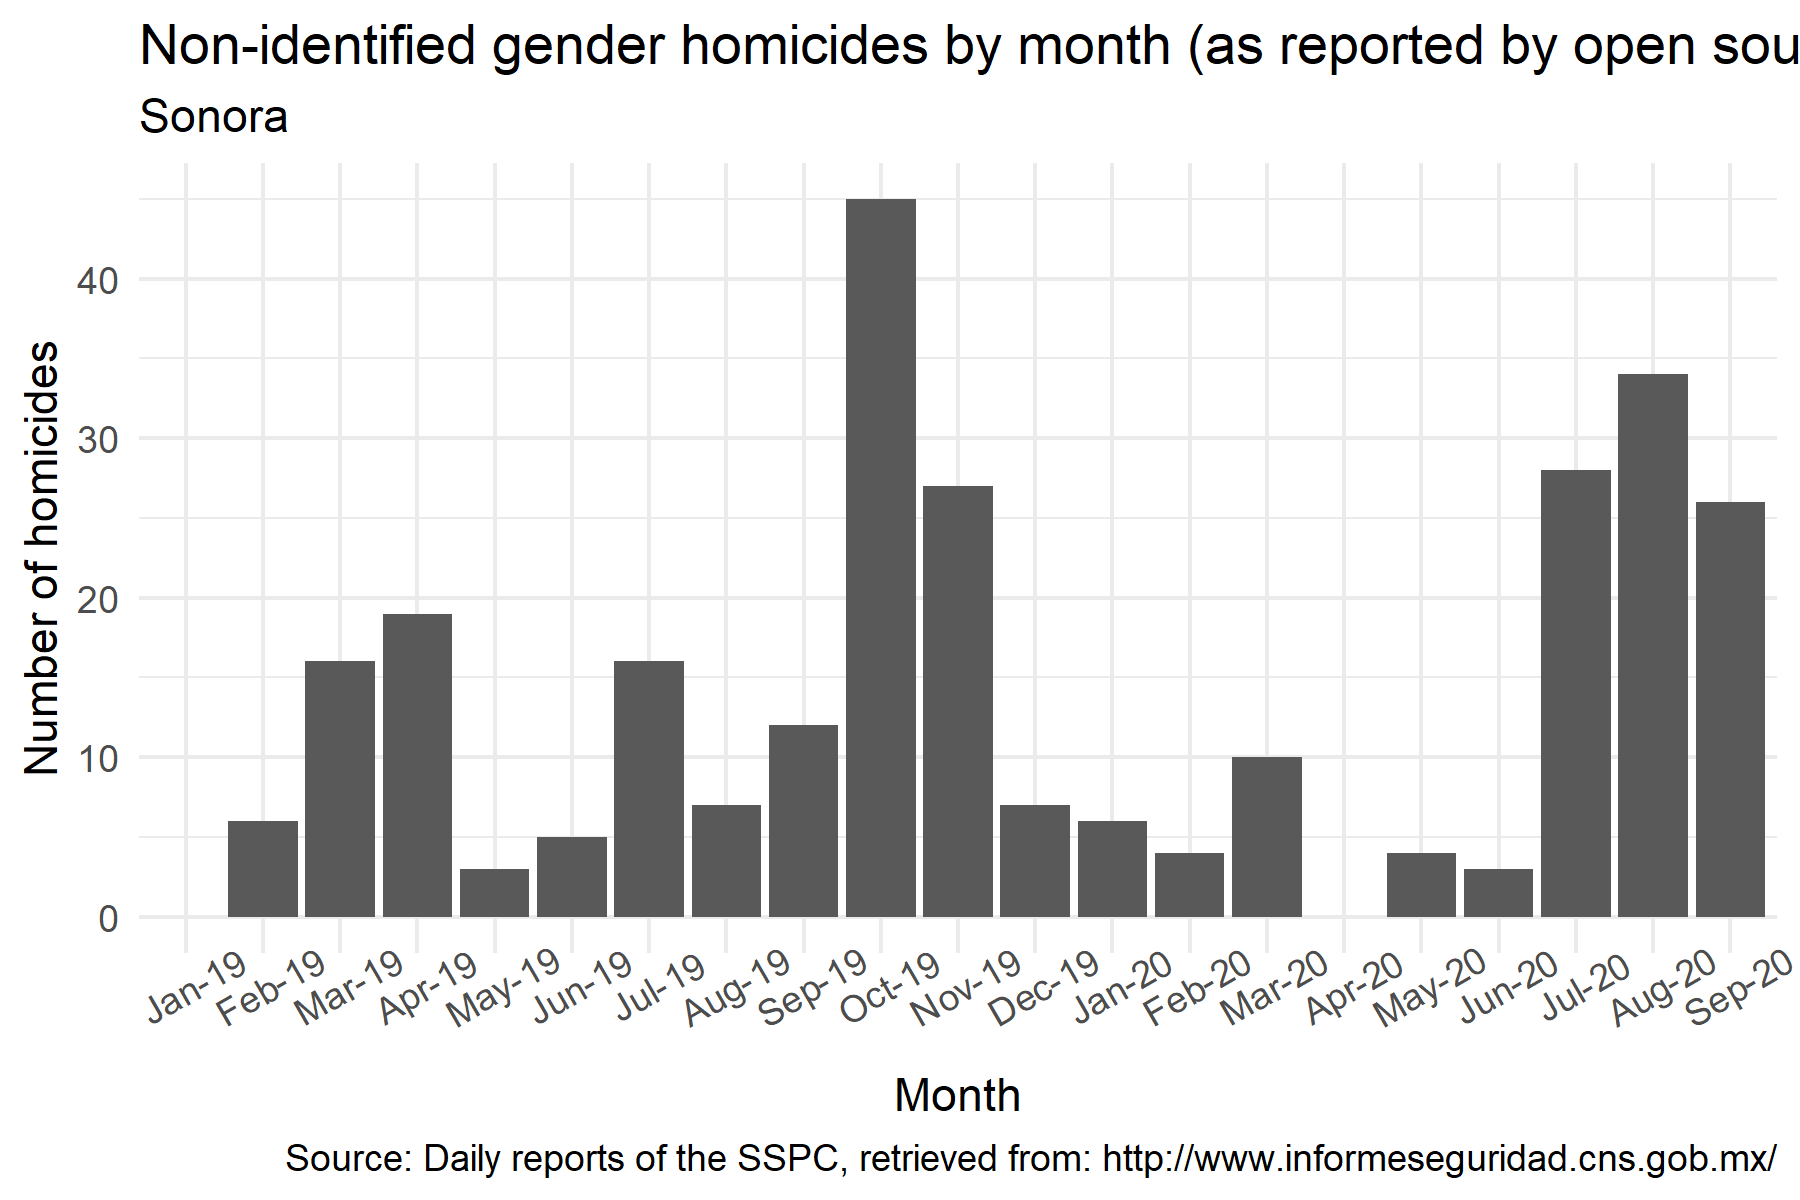 Non-identified gender homicides by month (as reported by open sou
Sonora
Number of homicides
40
30
20
10
0
Jan-19
Feb-19
Mar-19
Apr-19
May-19
Jun-19
Jul-19
Aug-19
Sep-19
Oct-19
Nov-19
Dec-19
Jan-20
Feb-20
Mar-20
Apr-20
May-20
Jun-20
Jul-20
Aug-20
Sep-20
Month
Source: Daily reports of the SSPC, retrieved from: http://www.informeseguridad.cns.gob.mx/